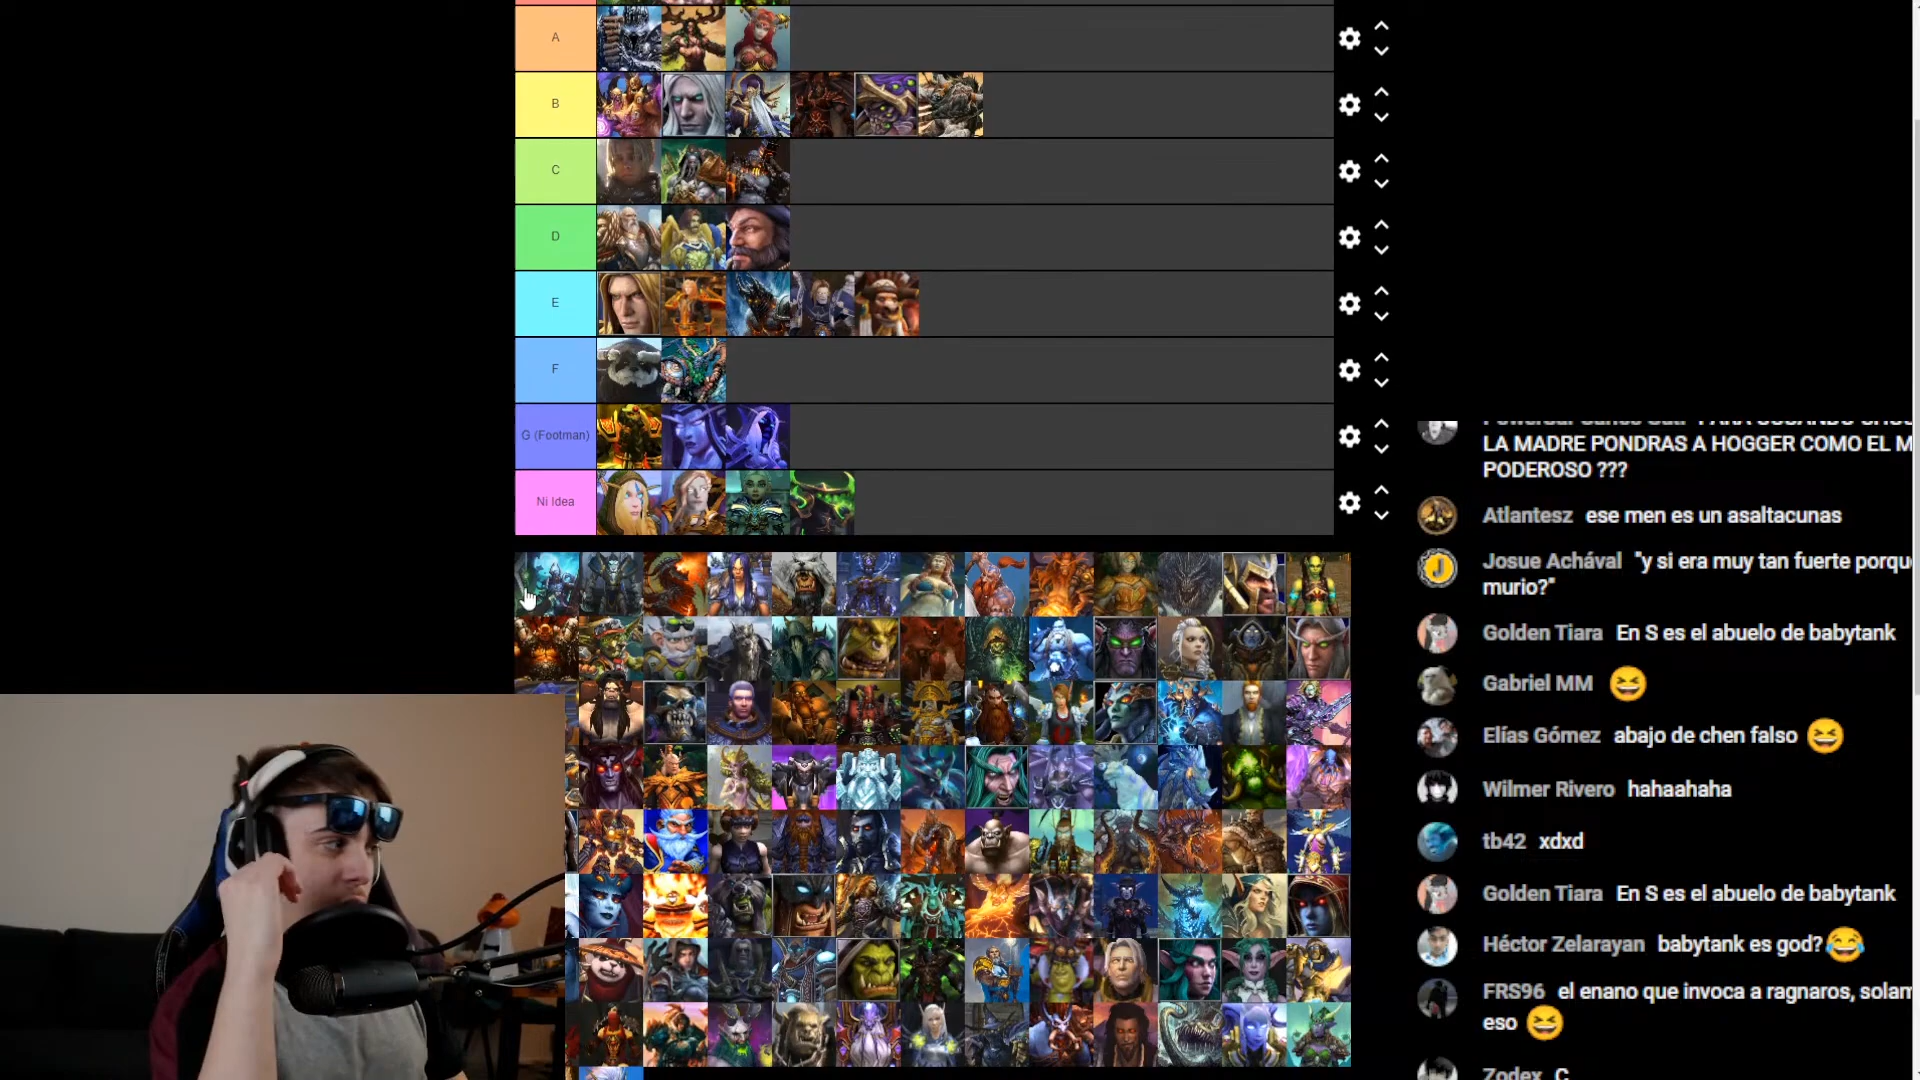 A
B
C
D
E
F
G (Footman)
Ni Idea
LA MADRE PONDRAS A HOGGER COMO EL M
PODEROSO ???
Atlantesz ese men es un asaltacunas
Josue Achával "y si era muy tan fuerte porqu
murio?"
Golden Tiara En S es el abuelo de babytank
Gabriel MM 😆
Elías Gómez abajo de chen falso 😆
Wilmer Rivero hahaahaha
tb42 xdxd
Golden Tiara En S es el abuelo de babytank
Héctor Zelarayan babytank es god? 😂
FRS96 el enano que invoca a ragnaros, solam
eso 😆
Zodex C